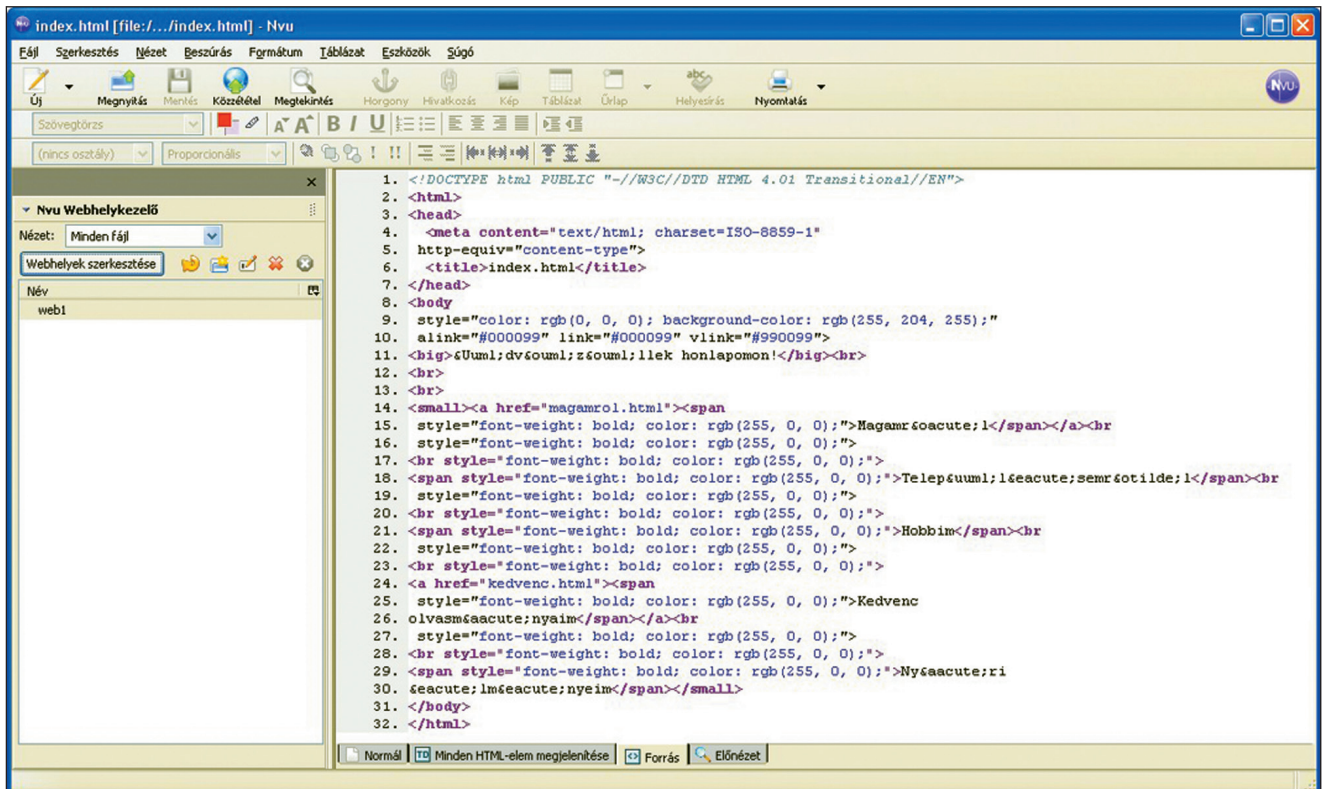 index.html [file:/.../index.html] - Nvu
Fájl Szerkesztés Nézet Beszúrás Formátum Táblázat Eszközök Súgó
Új Megnyitás Mentés Közzététel Megtekintés Horgony Hivatkozás Kép Táblázat Űrlap Helyesírás Nyomtatás
Szövegtörzs
(nincs osztály) Proporcionális
Nvu Webhelykezelő
Nézet: Minden fájl
Webhelyek szerkesztése
Név
web1
1. <!DOCTYPE html PUBLIC "-//W3C//DTD HTML 4.01 Transitional//EN">
2. <html>
3. <head>
4. <meta content="text/html; charset=ISO-8859-1"
5. http-equiv="content-type">
6. <title>index.html</title>
7. </head>
8. <body
9. style="color: rgb(0, 0, 0); background-color: rgb(255, 204, 255);"
10. alink="#000099" link="#000099" vlink="#990099">
11. <big>&Uuml;dv&ouml;z&ouml;llek honlapomon!</big><br>
12. <br>
13. <br>
14. <small><a href="magamrol.html"><span
15. style="font-weight: bold; color: rgb(255, 0, 0);">Magamr&oacute;l</span></a><br
16. style="font-weight: bold; color: rgb(255, 0, 0);">
17. <br style="font-weight: bold; color: rgb(255, 0, 0);">
18. <span style="font-weight: bold; color: rgb(255, 0, 0);">Telep&uuml;l&eacute;semr&otilde;l</span><br
19. style="font-weight: bold; color: rgb(255, 0, 0);">
20. <br style="font-weight: bold; color: rgb(255, 0, 0);">
21. <span style="font-weight: bold; color: rgb(255, 0, 0);">Hobbim</span><br
22. style="font-weight: bold; color: rgb(255, 0, 0);">
23. <br style="font-weight: bold; color: rgb(255, 0, 0);">
24. <a href="kedvenc.html"><span
25. style="font-weight: bold; color: rgb(255, 0, 0);">Kedvenc
26. olvasm&aacute;nyaim</span></a><br
27. style="font-weight: bold; color: rgb(255, 0, 0);">
28. <br style="font-weight: bold; color: rgb(255, 0, 0);">
29. <span style="font-weight: bold; color: rgb(255, 0, 0);">Ny&aacute;ri
30. &eacute;lm&eacute;nyeim</span></small>
31. </body>
32. </html>
Normál Minden HTML-elem megjelenítése Forrás Előnézet